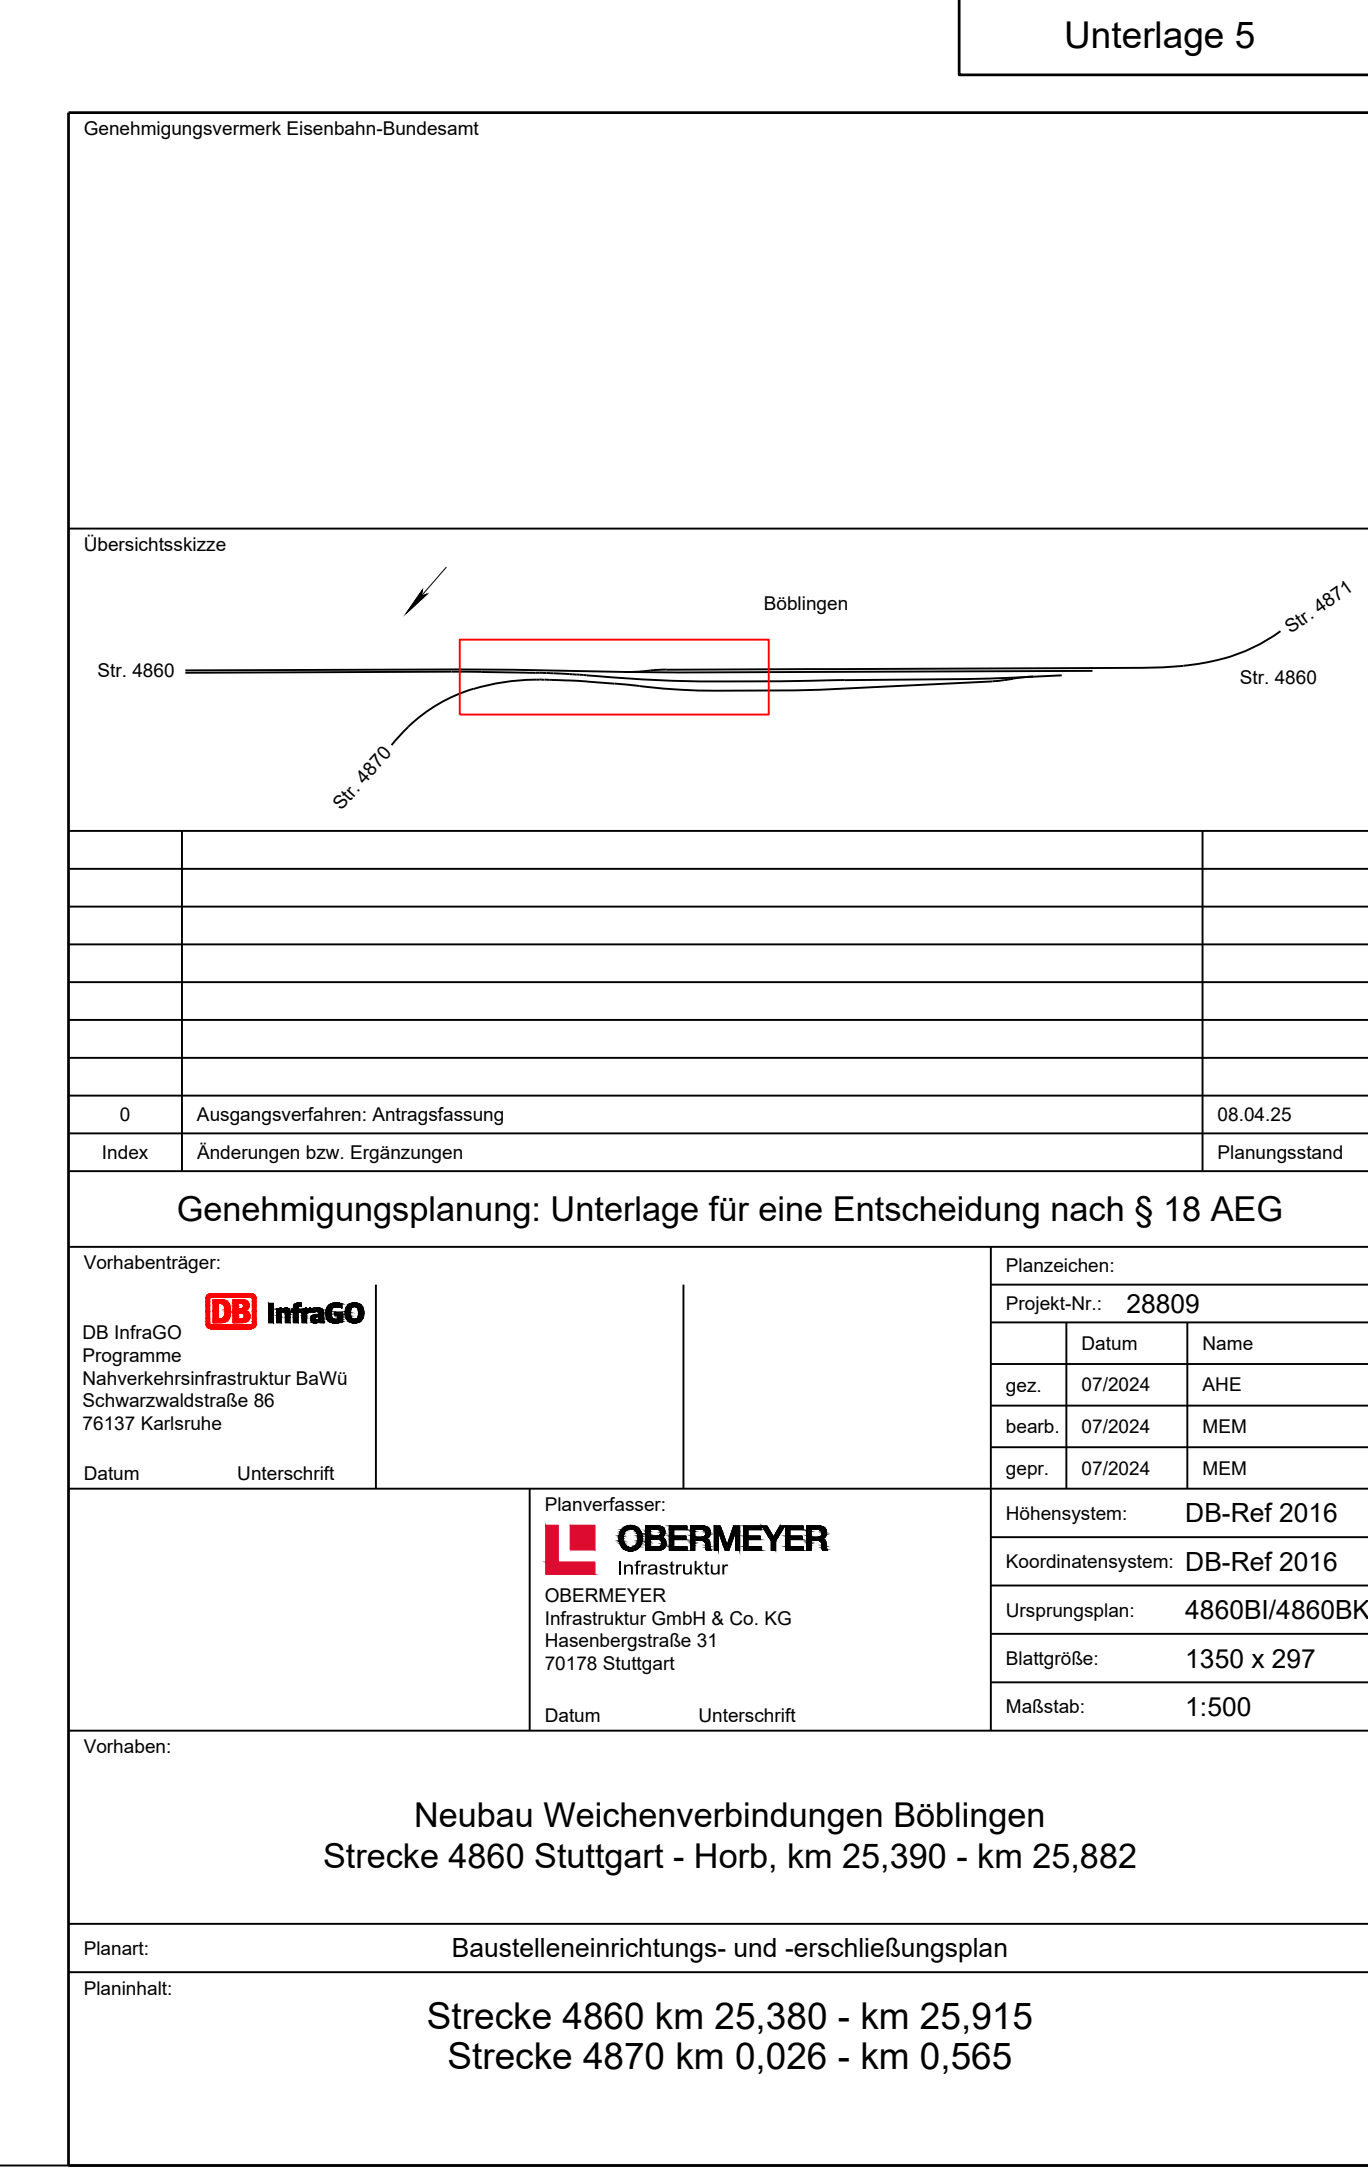 Unterlage 5
Genehmigungsvermerk Eisenbahn-Bundesamt
Übersichtsskizze
Böblingen
Str. 4871
Str. 4860
Str. 4860
Str. 4870
0 Ausgangsverfahren: Antragsfassung 08.04.25
Index Änderungen bzw. Ergänzungen Planungsstand
Genehmigungsplanung: Unterlage für eine Entscheidung nach § 18 AEG
Vorhabenträger:
DB InfraGO
DB InfraGO
Programme
Nahverkehrsinfrastruktur BaWü
Schwarzwaldstraße 86
76137 Karlsruhe
Datum Unterschrift
Planzeichen:
Projekt-Nr.: 28809
Datum Name
gez. 07/2024 AHE
bearb. 07/2024 MEM
gepr. 07/2024 MEM
Planverfasser:
OBERMEYER
Infrastruktur
OBERMEYER
Infrastruktur GmbH & Co. KG
Hasenbergstraße 31
70178 Stuttgart
Datum Unterschrift
Höhensystem: DB-Ref 2016
Koordinatensystem: DB-Ref 2016
Ursprungsplan: 4860BI/4860BK
Blattgröße: 1350 x 297
Maßstab: 1:500
Vorhaben:
Neubau Weichenverbindungen Böblingen
Strecke 4860 Stuttgart - Horb, km 25,390 - km 25,882
Planart: Baustelleneinrichtungs- und -erschließungsplan
Planinhalt:
Strecke 4860 km 25,380 - km 25,915
Strecke 4870 km 0,026 - km 0,565